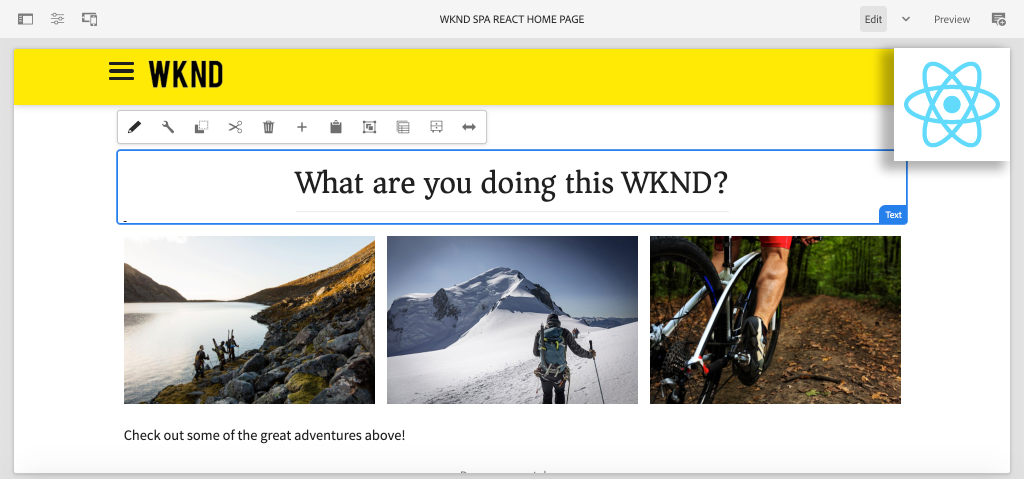 WKND SPA REACT HOME PAGE
Edit
Preview
WKND
What are you doing this WKND?
Text
Check out some of the great adventures above!